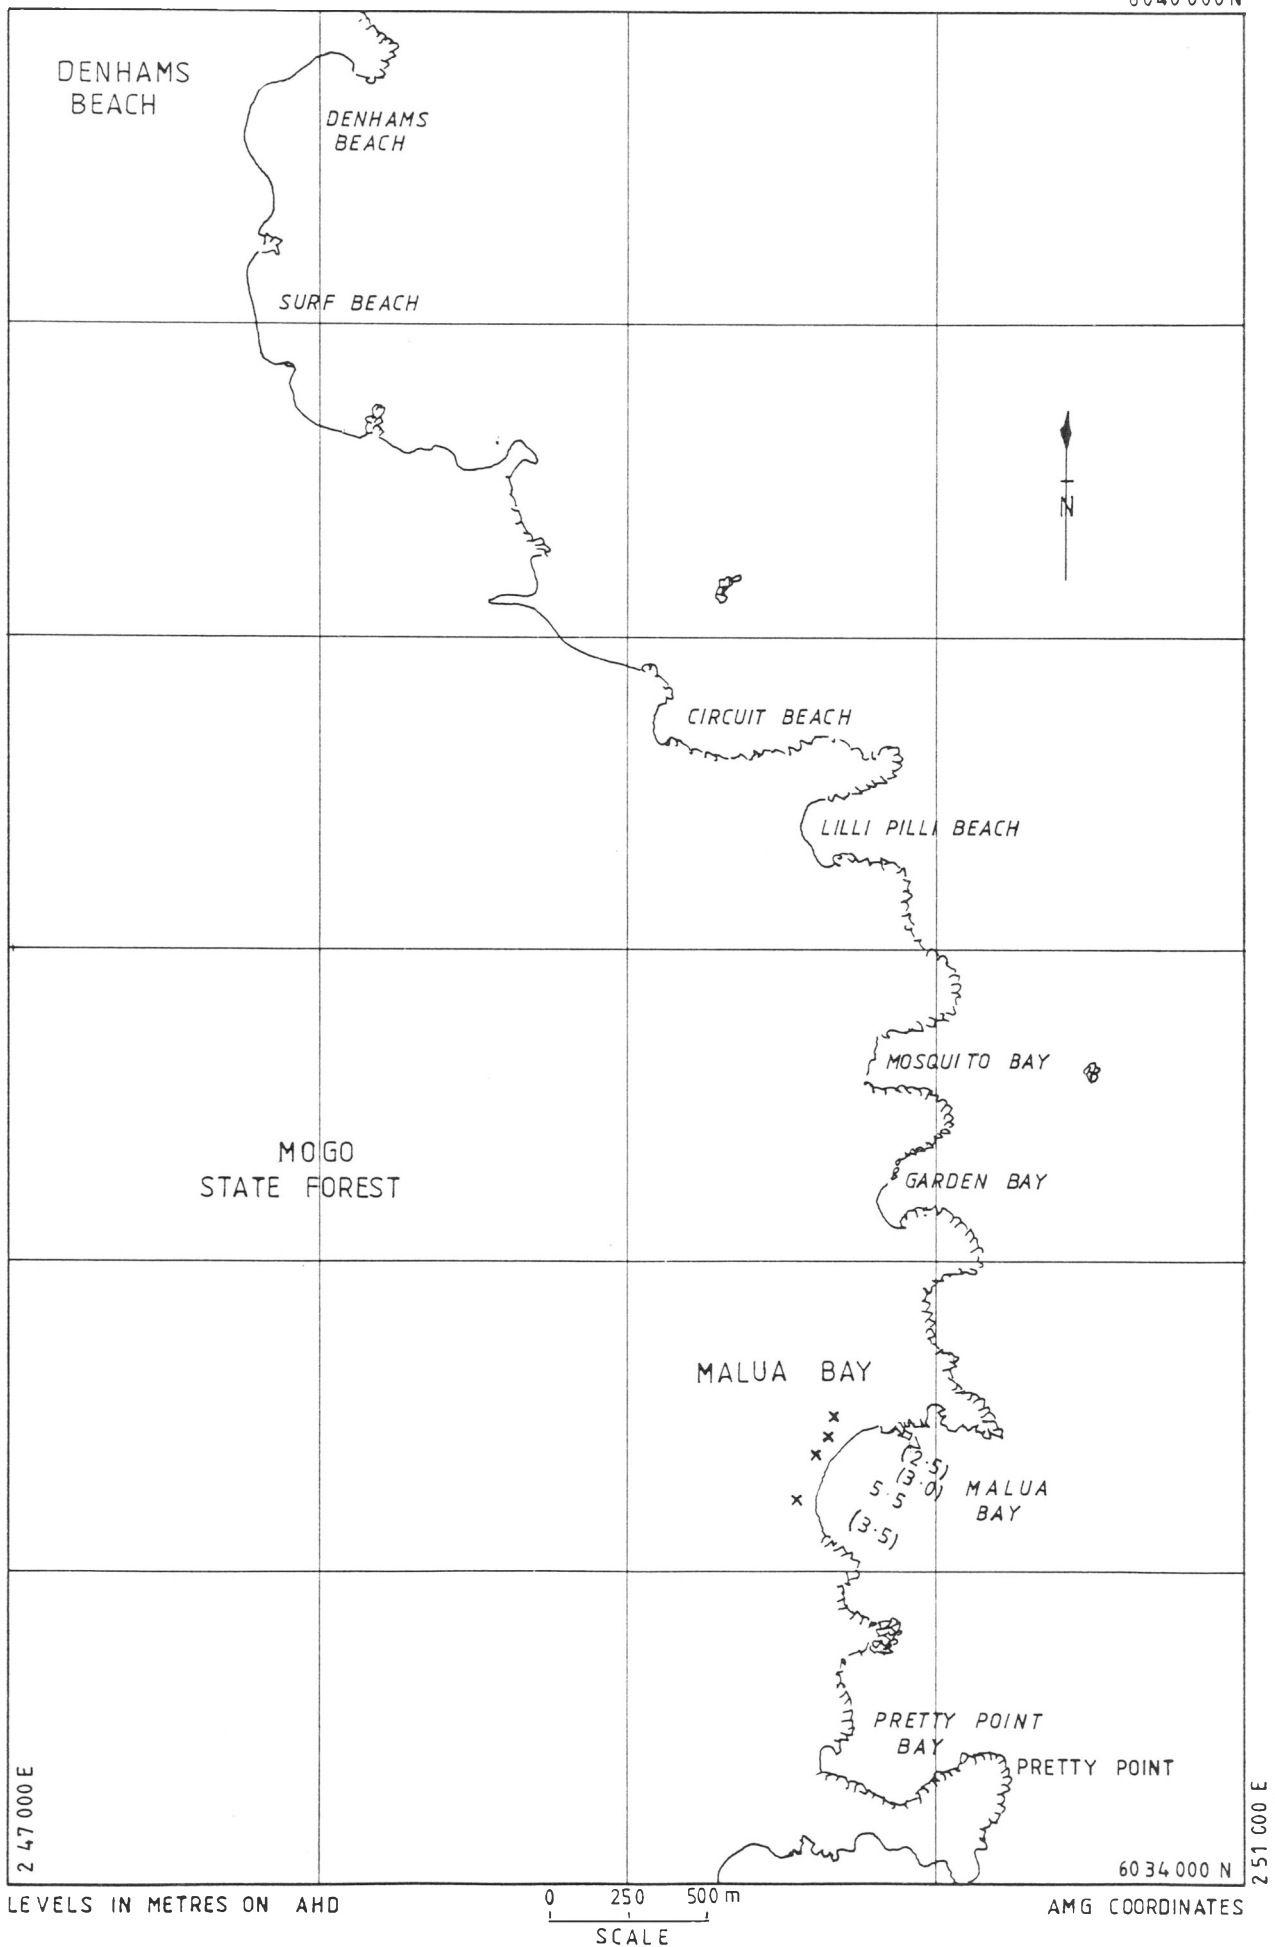 6040 000 N
DENHAMS
BEACH
DENHAMS
BEACH
SURF BEACH
N
CIRCUIT BEACH
LILLI PILLI BEACH
MOSQUITO BAY
MOGO
STATE FOREST
GARDEN BAY
MALUA BAY
x
x
x
x
(2.5)
(3.0)
5.5
(3.5)
MALUA
BAY
PRETTY POINT
BAY
PRETTY POINT
2 47 000 E
2 51 000 E
60 34 000 N
LEVELS IN METRES ON AHD
0 250 500 m
SCALE
AMG COORDINATES